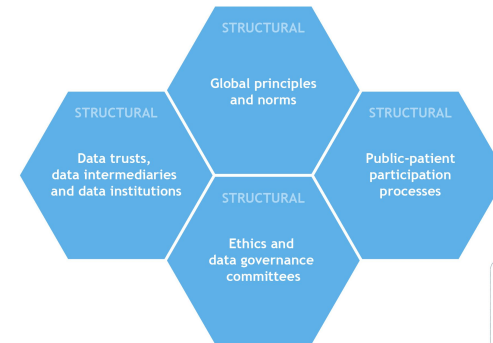 STRUCTURAL
Global principles
and norms
STRUCTURAL
Data trusts,
data intermediaries
and data institutions
STRUCTURAL
Public-patient
participation
processes
STRUCTURAL
Ethics and
data governance
committees